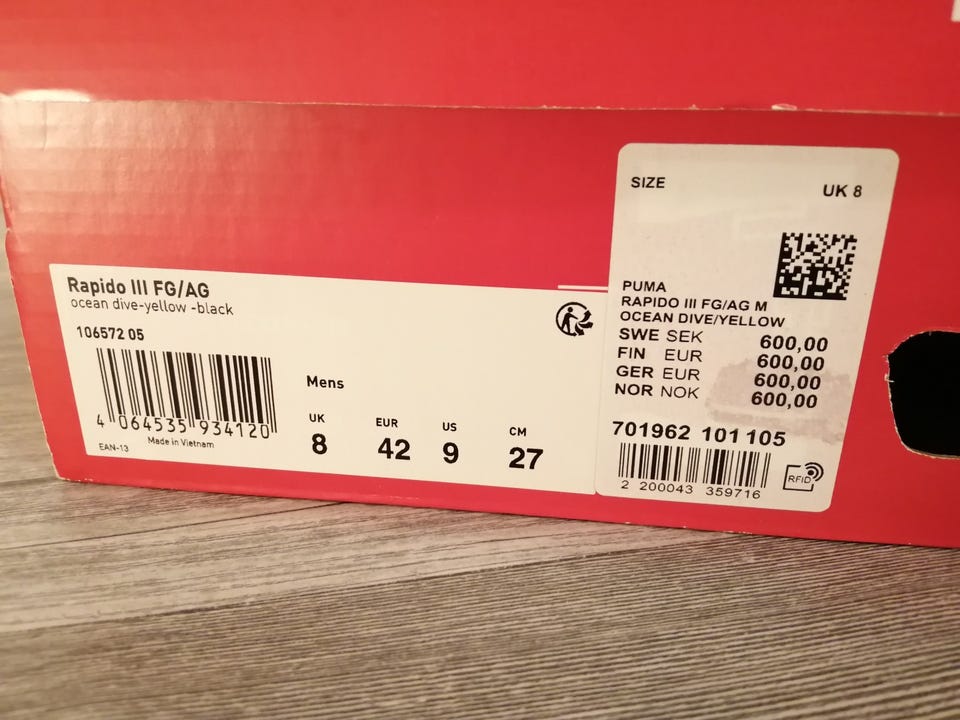 Rapido III FG/AG
ocean dive-yellow -black
106572 05
4 064535 934120
EAN-13
Made in Vietnam
Mens
UK EUR US CM
8 42 9 27
SIZE UK 8
PUMA
RAPIDO III FG/AG M
OCEAN DIVE/YELLOW
SWE SEK 600,00
FIN EUR 600,00
GER EUR 600,00
NOR NOK 600,00
701962 101105
2 200043 359716
RFID